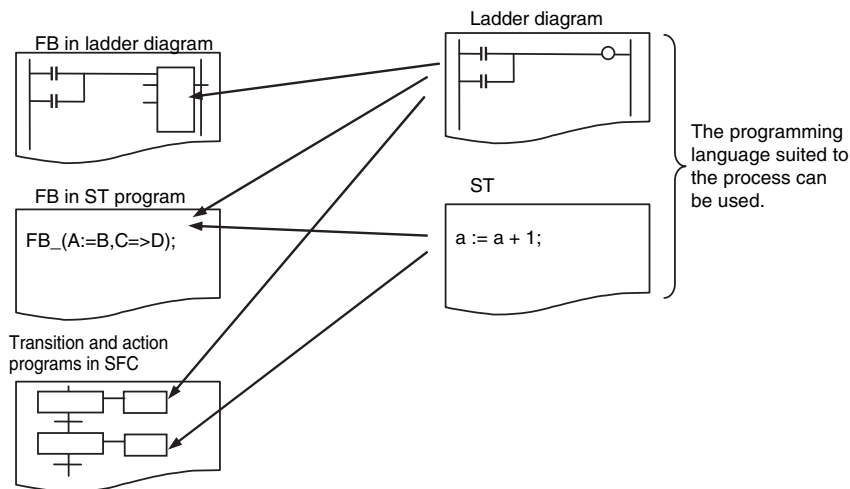 FB in ladder diagram
Ladder diagram
The programming
language suited to
the process can
be used.
FB in ST program
FB_(A:=B,C=>D);
ST
a := a + 1;
Transition and action
programs in SFC